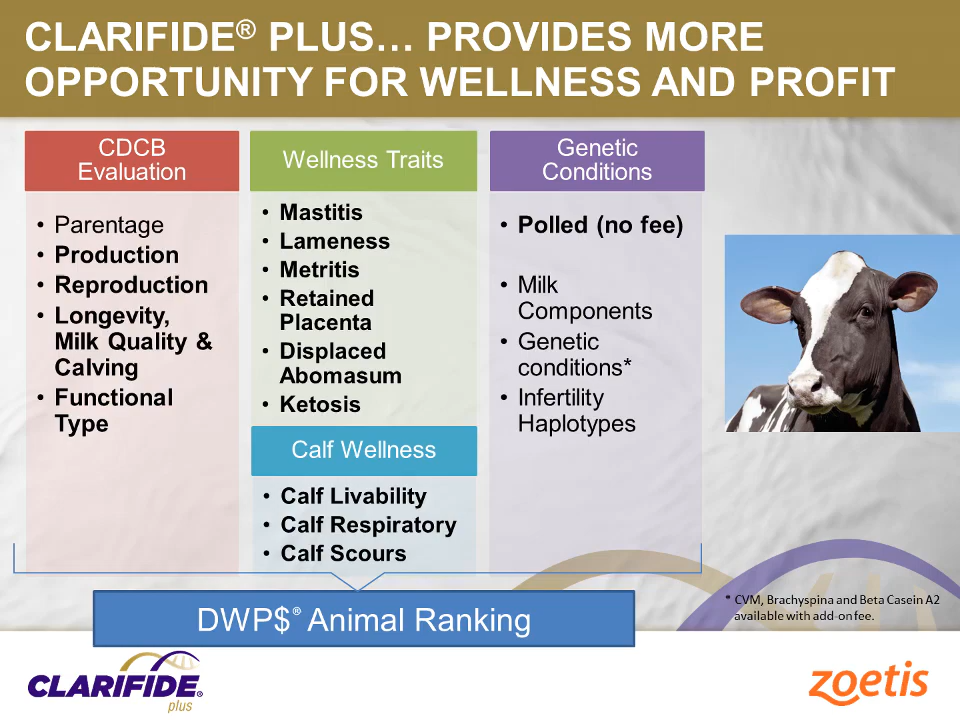 CLARIFIDE® PLUS… PROVIDES MORE
OPPORTUNITY FOR WELLNESS AND PROFIT
CDCB
Evaluation
• Parentage
• Production
• Reproduction
• Longevity,
Milk Quality &
Calving
• Functional
Type
Wellness Traits
• Mastitis
• Lameness
• Metritis
• Retained
Placenta
• Displaced
Abomasum
• Ketosis
Calf Wellness
• Calf Livability
• Calf Respiratory
• Calf Scours
Genetic
Conditions
• Polled (no fee)
• Milk
Components
• Genetic
conditions*
• Infertility
Haplotypes
DWP$® Animal Ranking
* CVM, Brachyspina and Beta Casein A2
available with add-on fee.
CLARIFIDE®
plus
zoetis